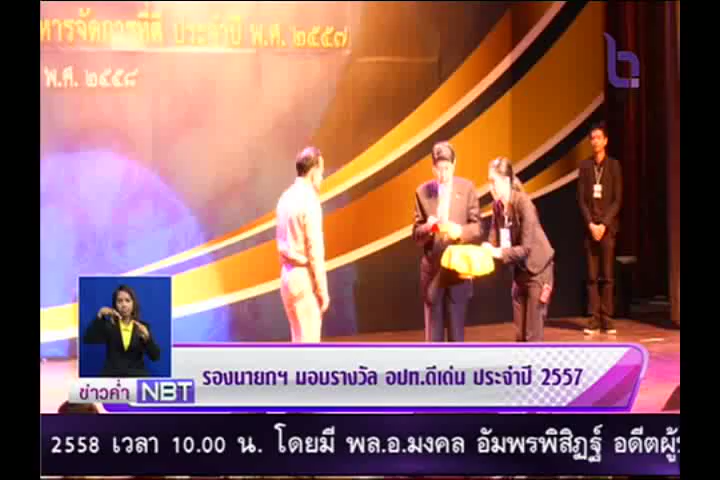 หารจัดการที่ดี ประจำปี พ.ศ. ๒๕๕๗
พ.ศ. ๒๕๕๘
รองนายกฯ มอบรางวัล อปท.ดีเด่น ประจำปี 2557
ข่าวค่ำ NBT
2558 เวลา 10.00 น. โดยมี พล.อ.มงคล อัมพรพิสิฏฐ์ อดีตผู้